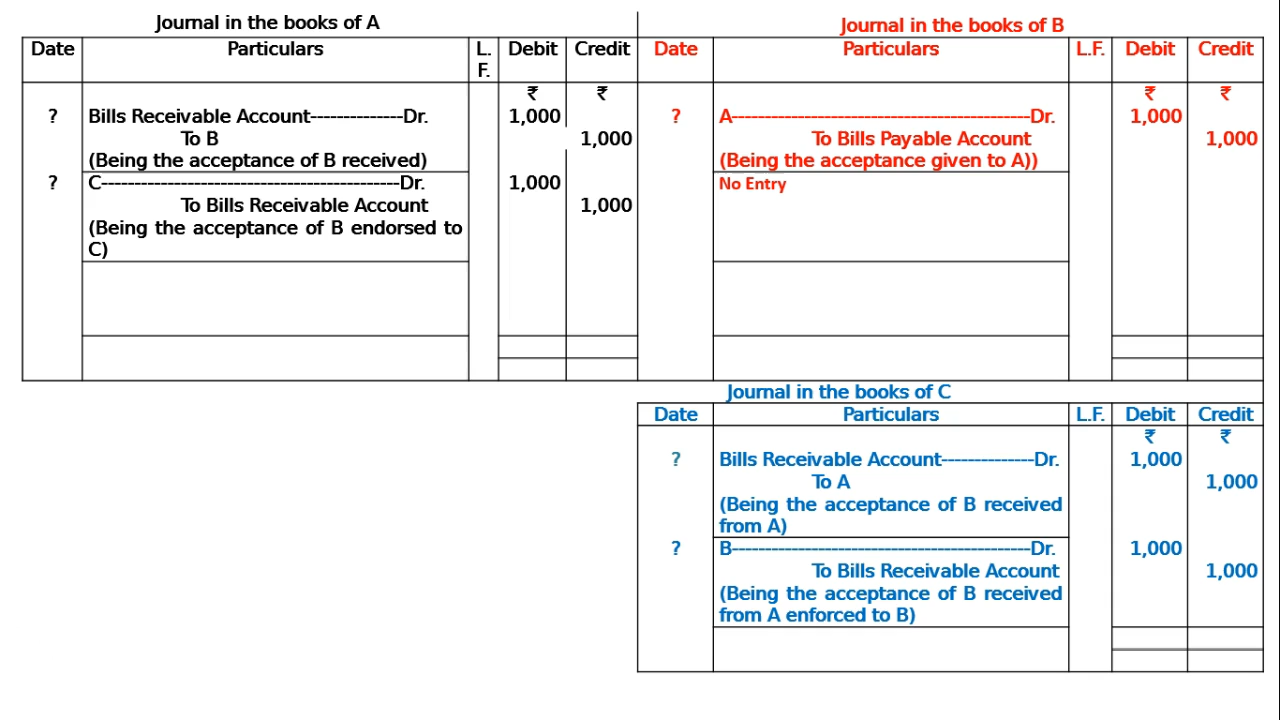 Journal in the books of A
Date Particulars L. F. Debit Credit
₹ ₹
? Bills Receivable Account--------------Dr. 1,000
To B 1,000
(Being the acceptance of B received)
? C---------------------------------------------Dr. 1,000
To Bills Receivable Account 1,000
(Being the acceptance of B endorsed to
C)
Journal in the books of B
Date Particulars L.F. Debit Credit
₹ ₹
? A---------------------------------------------Dr. 1,000
To Bills Payable Account 1,000
(Being the acceptance given to A))
No Entry
Journal in the books of C
Date Particulars L.F. Debit Credit
₹ ₹
? Bills Receivable Account--------------Dr. 1,000
To A 1,000
(Being the acceptance of B received
from A)
? B---------------------------------------------Dr. 1,000
To Bills Receivable Account 1,000
(Being the acceptance of B received
from A enforced to B)